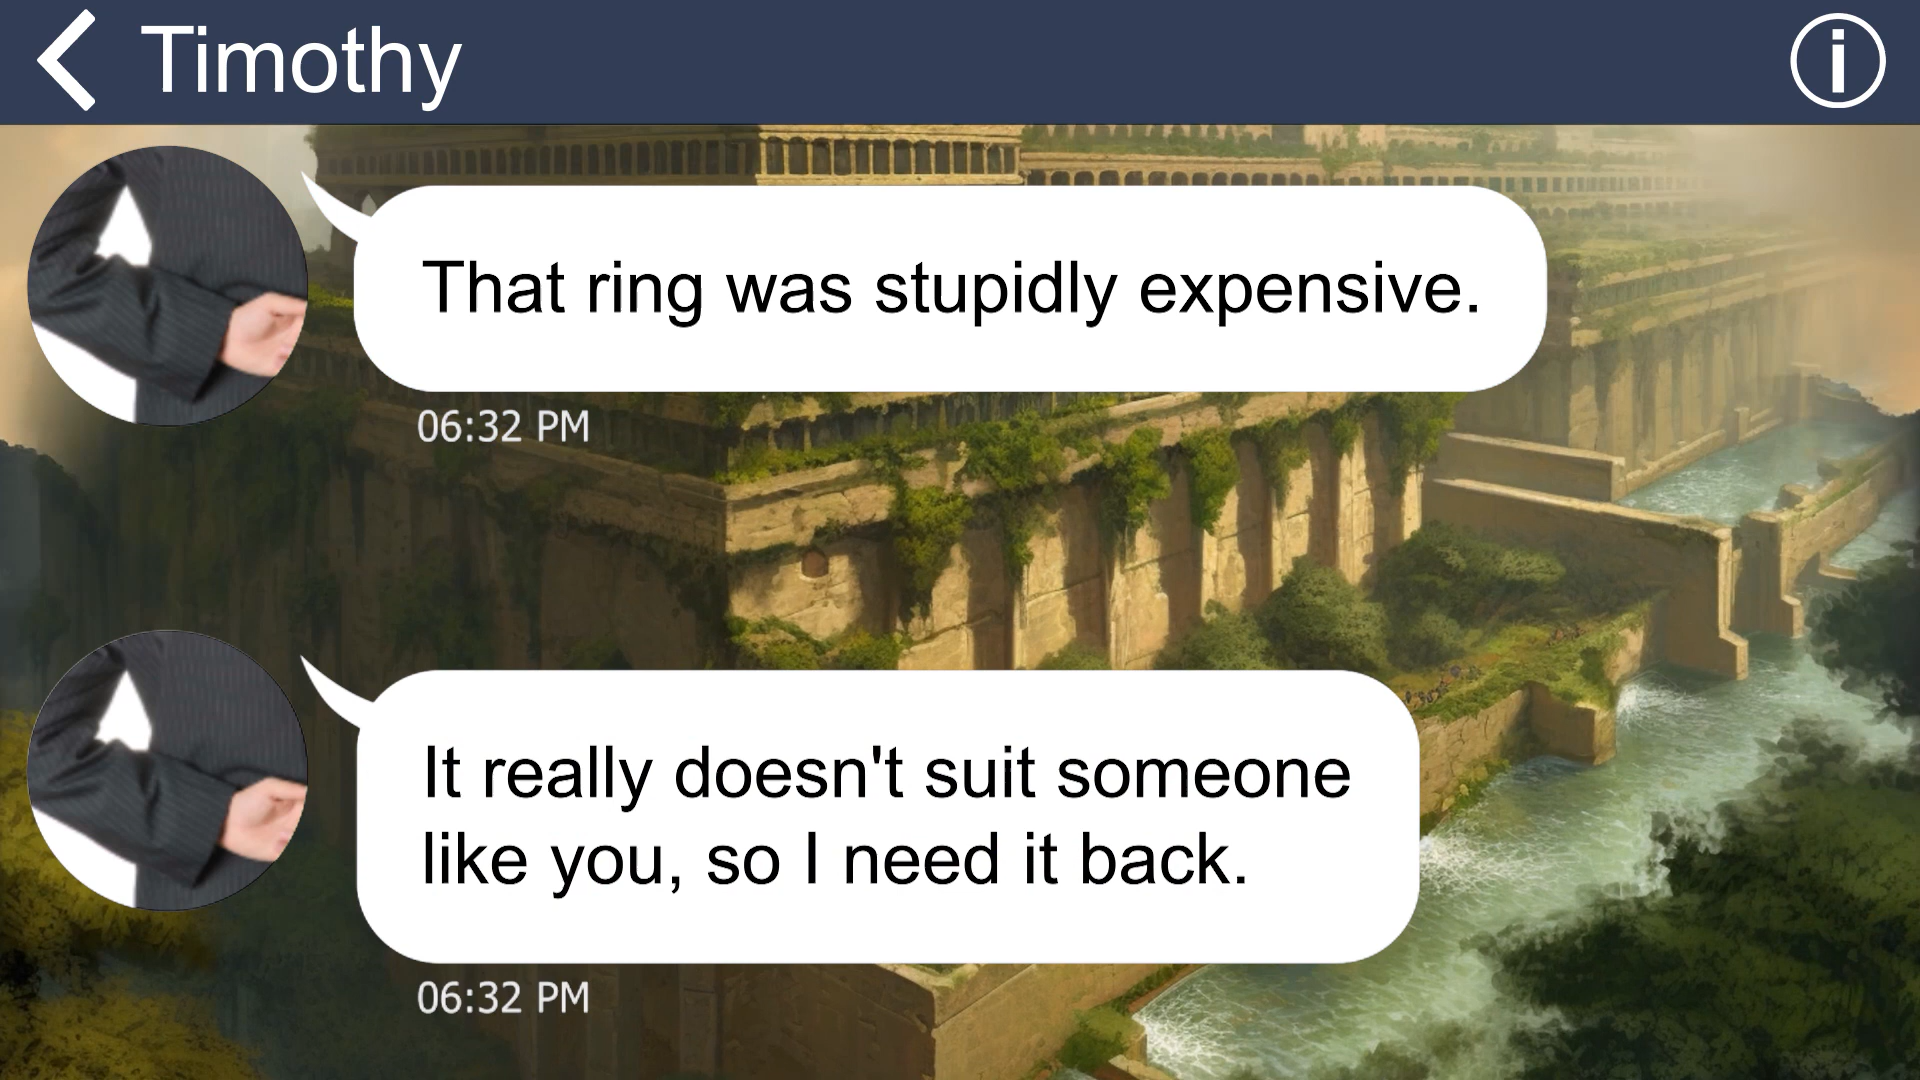 Timothy
That ring was stupidly expensive.
06:32 PM
It really doesn't suit someone
like you, so I need it back.
06:32 PM